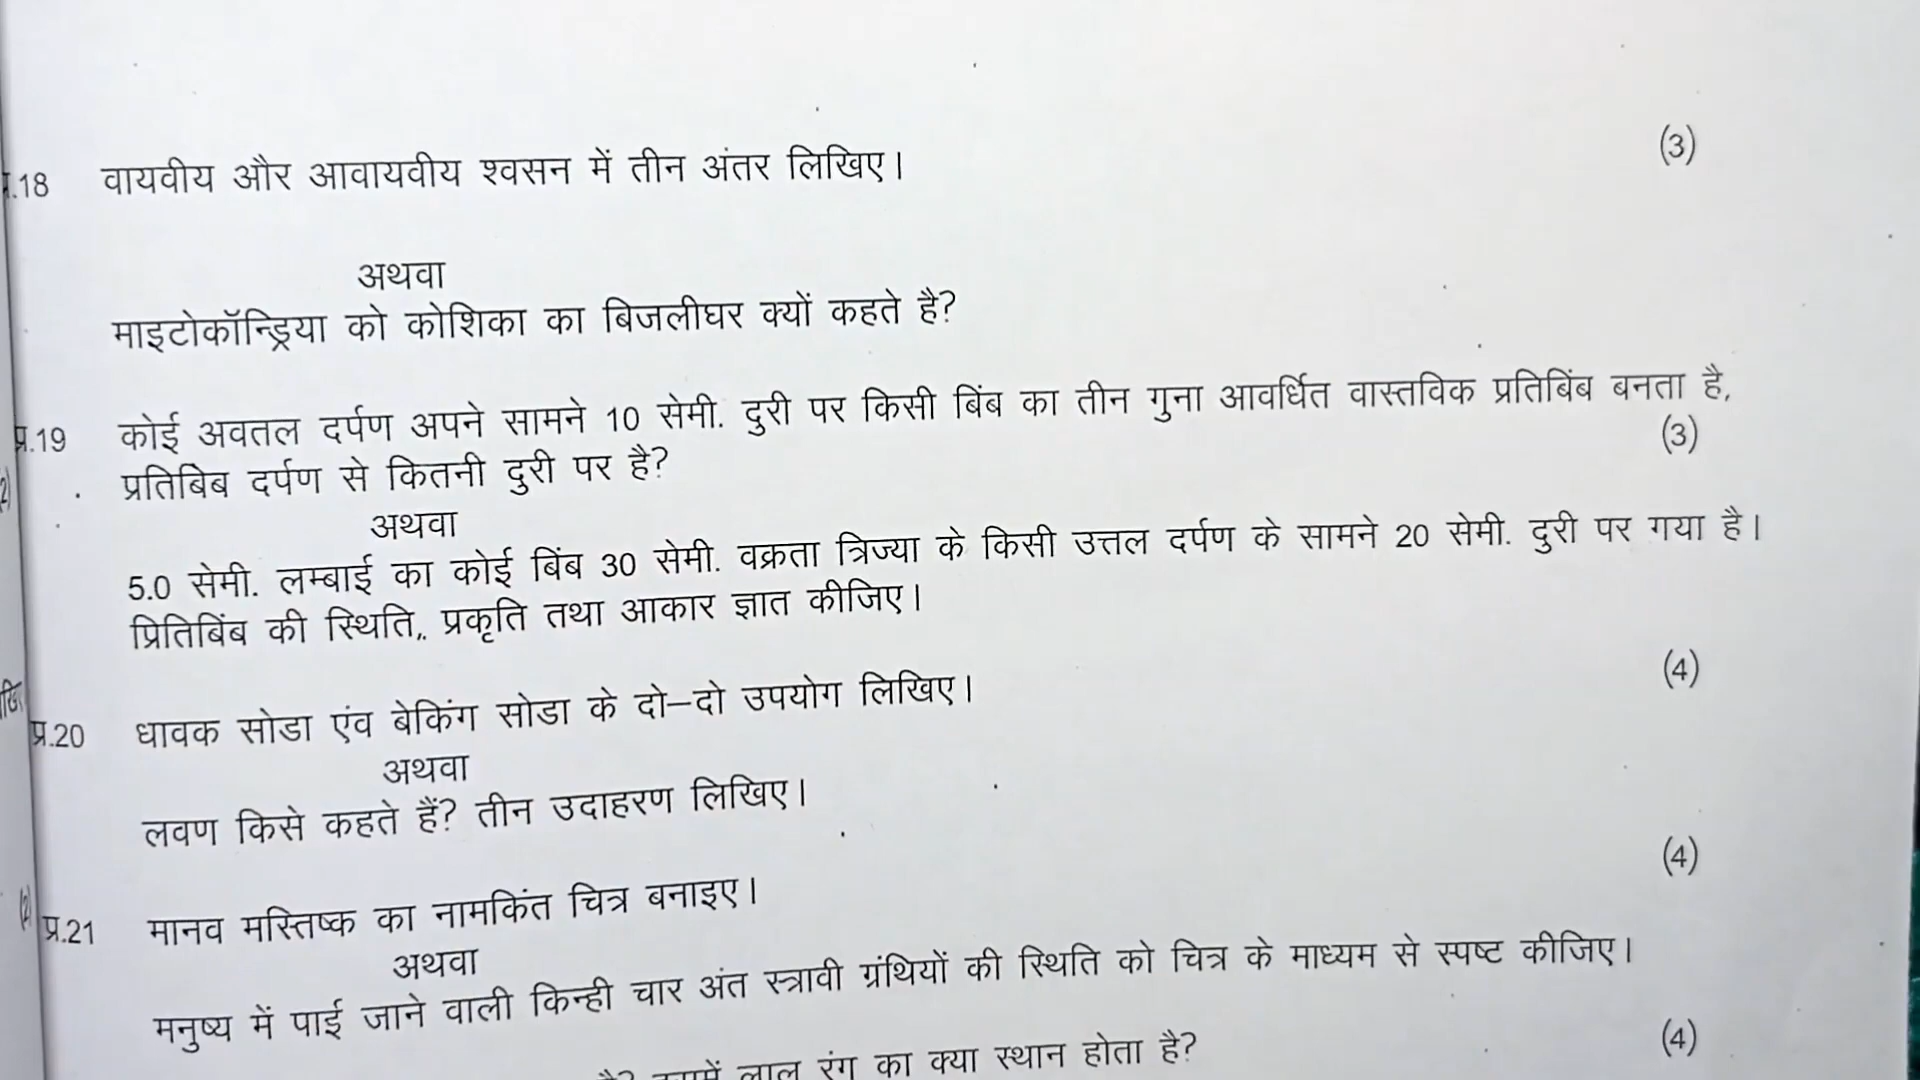 प्र.18 वायवीय और आवायवीय श्वसन में तीन अंतर लिखिए। (3)
अथवा
माइटोकॉन्ड्रिया को कोशिका का बिजलीघर क्यों कहते है?
प्र.19 कोई अवतल दर्पण अपने सामने 10 सेमी. दुरी पर किसी बिंब का तीन गुना आवर्धित वास्तविक प्रतिबिंब बनता है,
प्रतिबिब दर्पण से कितनी दुरी पर है? (3)
अथवा
5.0 सेमी. लम्बाई का कोई बिंब 30 सेमी. वक्रता त्रिज्या के किसी उत्तल दर्पण के सामने 20 सेमी. दुरी पर गया है।
प्रितिबिंब की स्थिति,, प्रकृति तथा आकार ज्ञात कीजिए।
प्र.20 धावक सोडा एंव बेकिंग सोडा के दो–दो उपयोग लिखिए। (4)
अथवा
लवण किसे कहते हैं? तीन उदाहरण लिखिए।
प्र.21 मानव मस्तिष्क का नामकिंत चित्र बनाइए। (4)
अथवा
मनुष्य में पाई जाने वाली किन्ही चार अंत स्त्रावी ग्रंथियों की स्थिति को चित्र के माध्यम से स्पष्ट कीजिए।
लाल रंग का क्या स्थान होता है? (4)